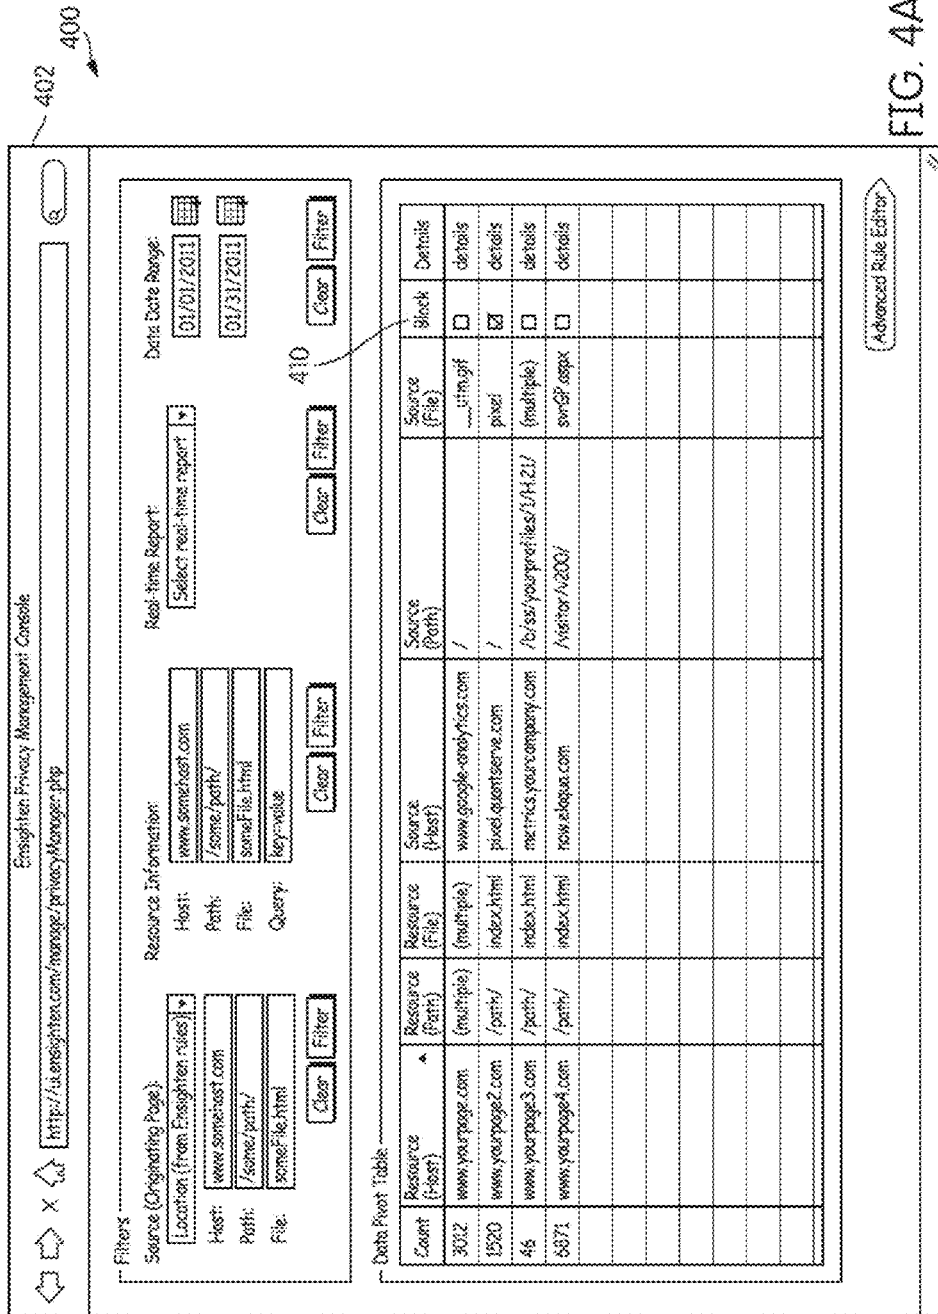 400
402
Ensighten Privacy Management Console
http://ui.ensighten.com/manage/privacyManager.php
Filters
Source (Originating Page):
Location (from Ensighten rules)
Host: www.somehost.com
Path: /some/path/
File: someFile.html
Clear Filter
Resource Information:
Host: www.somehost.com
Path: /some/path/
File: someFile.html
Query: key=value
Clear Filter
Real-time Report:
Select real-time report
Clear Filter
Data Date Range:
01/01/2011
01/31/2011
Clear Filter
410
Data Pivot Table
Count Resource (Host) Resource (Path) Resource (File) Source (Host) Source (Path) Source (File) Block Details
3012 www.yourpage.com (multiple) (multiple) www.google-analytics.com / __utm.gif details
1520 www.yourpage2.com /path/ index.html pixel.quantserve.com / pixel details
46 www.yourpage3.com /path/ index.html metrics.yourcompany.com /b/ss/yourprofiles/1/H.21/ (multiple) details
6871 www.yourpage4.com /path/ index.html now.eloqua.com /visitor/v200/ svrGP.aspx details
Advanced Rule Editor
FIG. 4A